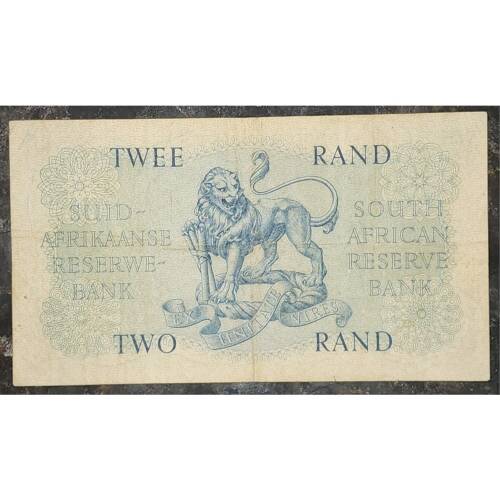 TWEE RAND
SUID-
AFRIKAANSE
RESERWE-
BANK
SOUTH
AFRICAN
RESERVE
BANK
EX UNITATE VIRES
TWO RAND